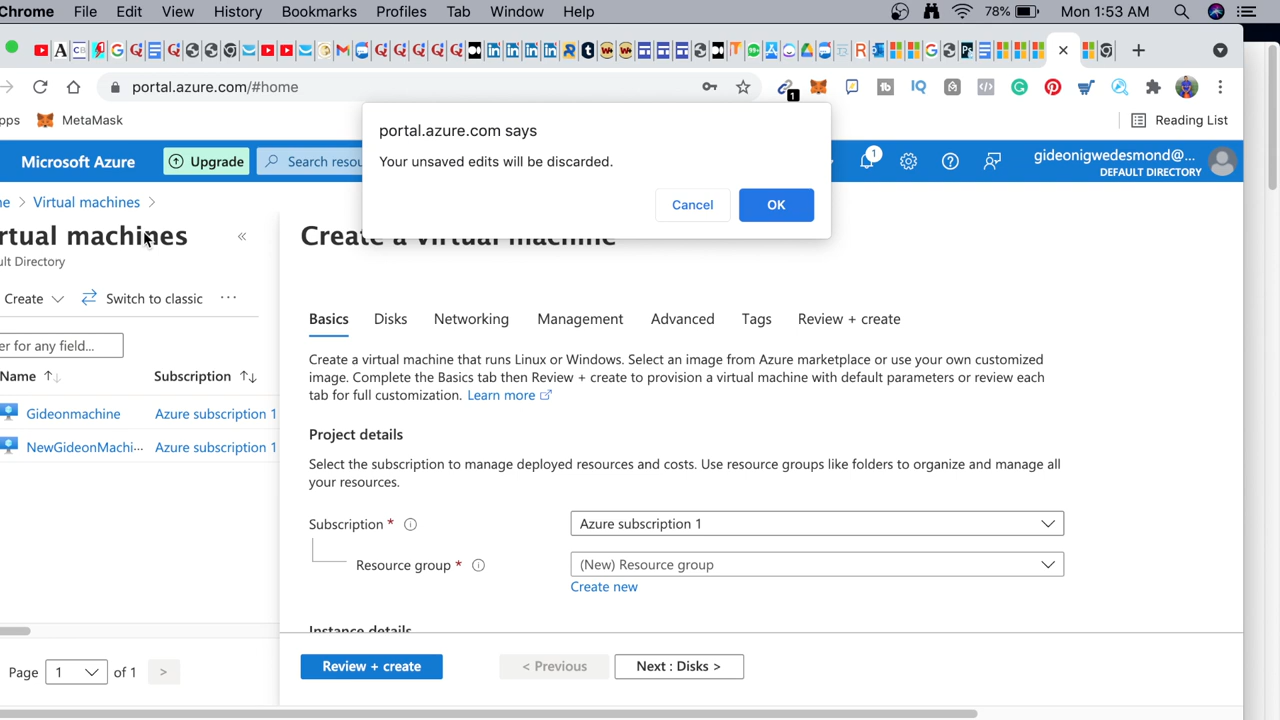 Chrome File Edit View History Bookmarks Profiles Tab Window Help 78% Mon 1:53 AM
portal.azure.com/#home
1
pps MetaMask Reading List
portal.azure.com says
Your unsaved edits will be discarded.
Cancel OK
Microsoft Azure Upgrade Search resou 1 gideonigwedesmond@...
DEFAULT DIRECTORY
ne > Virtual machines >
rtual machines «
ult Directory
Create a virtual machine
Create Switch to classic ...
Basics Disks Networking Management Advanced Tags Review + create
er for any field...
Name Subscription
Gideonmachine Azure subscription 1
NewGideonMachi... Azure subscription 1
Create a virtual machine that runs Linux or Windows. Select an image from Azure marketplace or use your own customized
image. Complete the Basics tab then Review + create to provision a virtual machine with default parameters or review each
tab for full customization. Learn more
Project details
Select the subscription to manage deployed resources and costs. Use resource groups like folders to organize and manage all
your resources.
Subscription * Azure subscription 1
Resource group * (New) Resource group
Create new
Instance details
Page 1 of 1 >
Review + create < Previous Next : Disks >